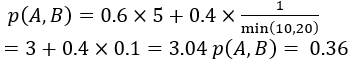 p(A, B) = 0.6 × 5 + 0.4 × 1/min(10,20)
= 3 + 0.4 × 0.1 = 3.04 p(A, B) = 0.36